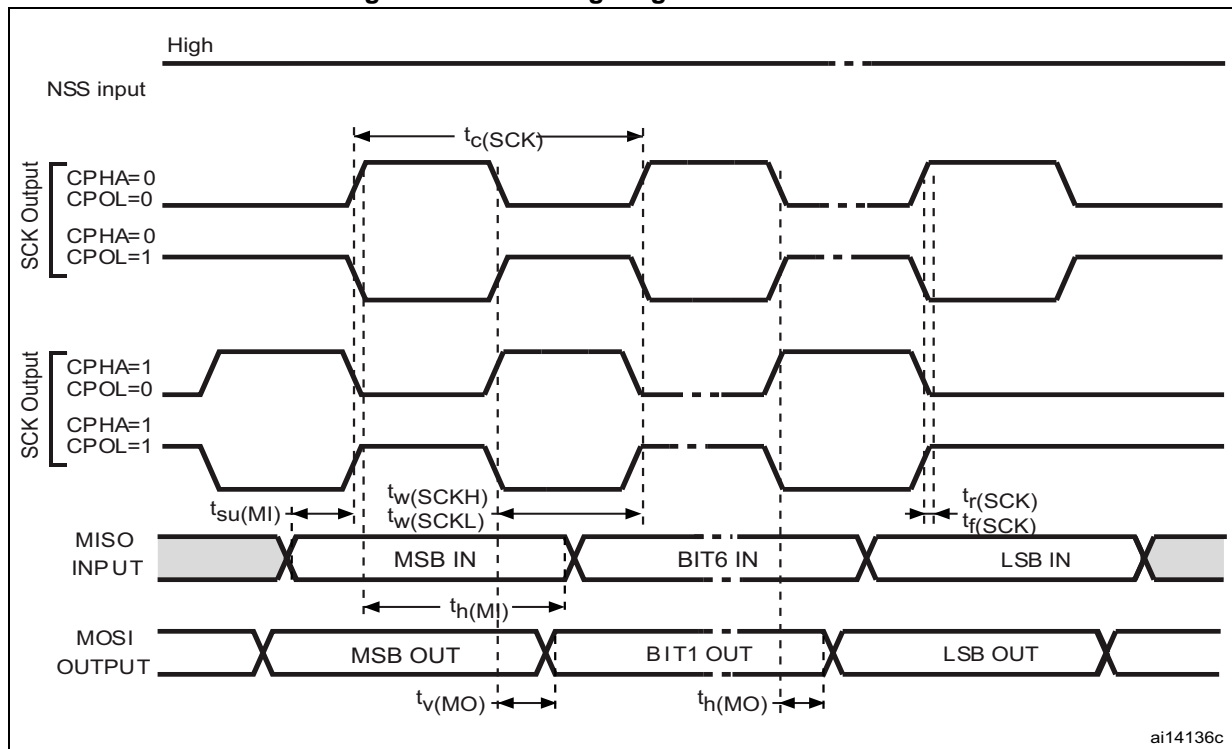 High
NSS input
tc(SCK)
SCK Output
CPHA=0
CPOL=0
CPHA=0
CPOL=1
SCK Output
CPHA=1
CPOL=0
CPHA=1
CPOL=1
tsu(MI)
tw(SCKH)
tw(SCKL)
tr(SCK)
tf(SCK)
MISO
INPUT
MSB IN
BIT6 IN
LSB IN
th(MI)
MOSI
OUTPUT
MSB OUT
BIT1 OUT
LSB OUT
tv(MO)
th(MO)
ai14136c